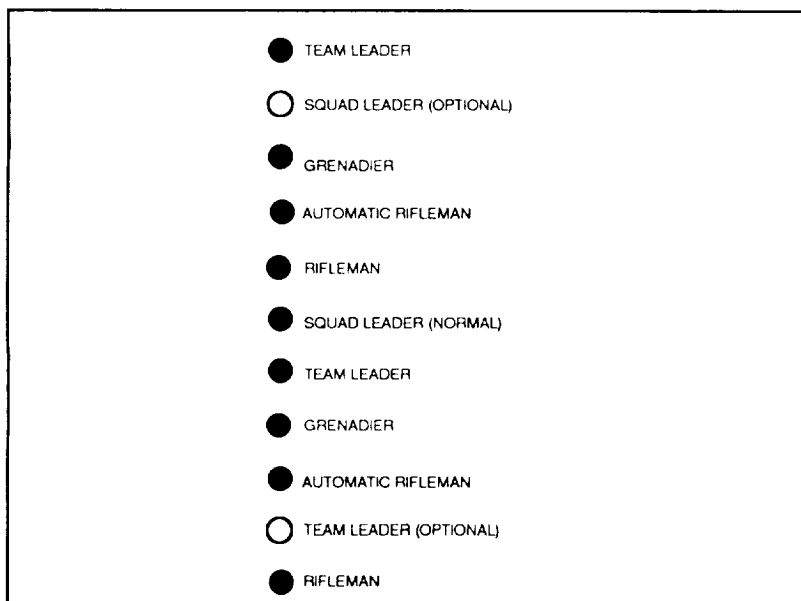 TEAM LEADER
SQUAD LEADER (OPTIONAL)
GRENADIER
AUTOMATIC RIFLEMAN
RIFLEMAN
SQUAD LEADER (NORMAL)
TEAM LEADER
GRENADIER
AUTOMATIC RIFLEMAN
TEAM LEADER (OPTIONAL)
RIFLEMAN